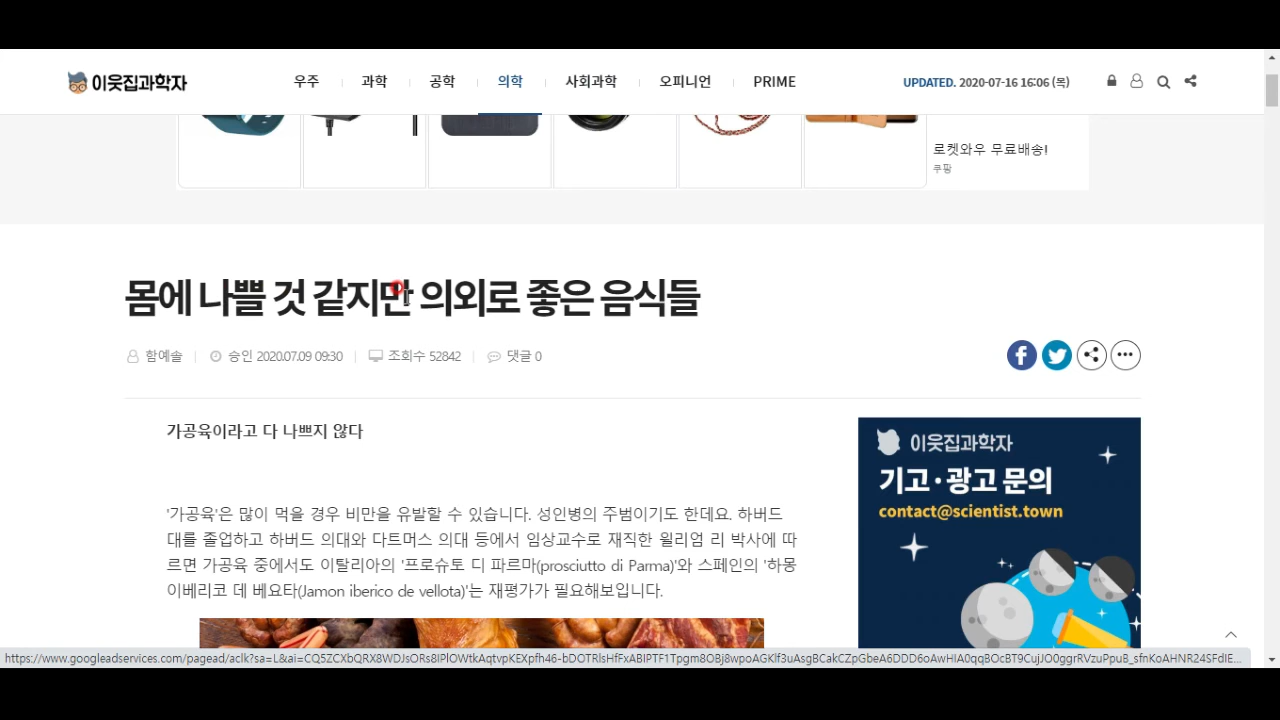 이웃집과학자
우주 과학 공학 의학 사회과학 오피니언 PRIME
UPDATED. 2020-07-16 16:06 (목)
로켓와우 무료배송!
쿠팡
몸에 나쁠 것 같지만 의외로 좋은 음식들
함예솔 승인 2020.07.09 09:30 조회수 52842 댓글 0
가공육이라고 다 나쁘지 않다
'가공육'은 많이 먹을 경우 비만을 유발할 수 있습니다. 성인병의 주범이기도 한데요. 하버드
대를 졸업하고 하버드 의대와 다트머스 의대 등에서 임상교수로 재직한 윌리엄 리 박사에 따
르면 가공육 중에서도 이탈리아의 '프로슈토 디 파르마(prosciutto di Parma)'와 스페인의 '하몽
이베리코 데 베요타(Jamon iberico de vellota)'는 재평가가 필요해보입니다.
이웃집과학자
기고·광고 문의
contact@scientist.town